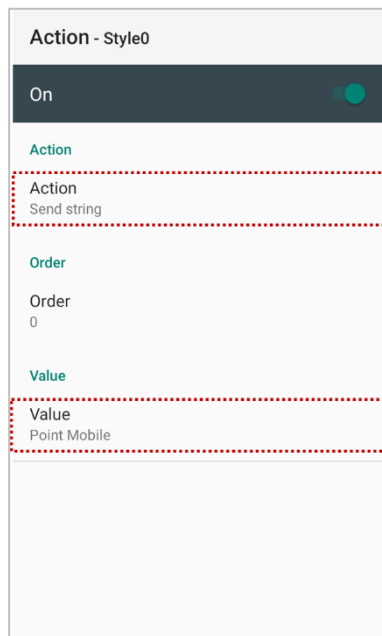 Action - Style0
On
Action
Action
Send string
Order
Order
0
Value
Value
Point Mobile